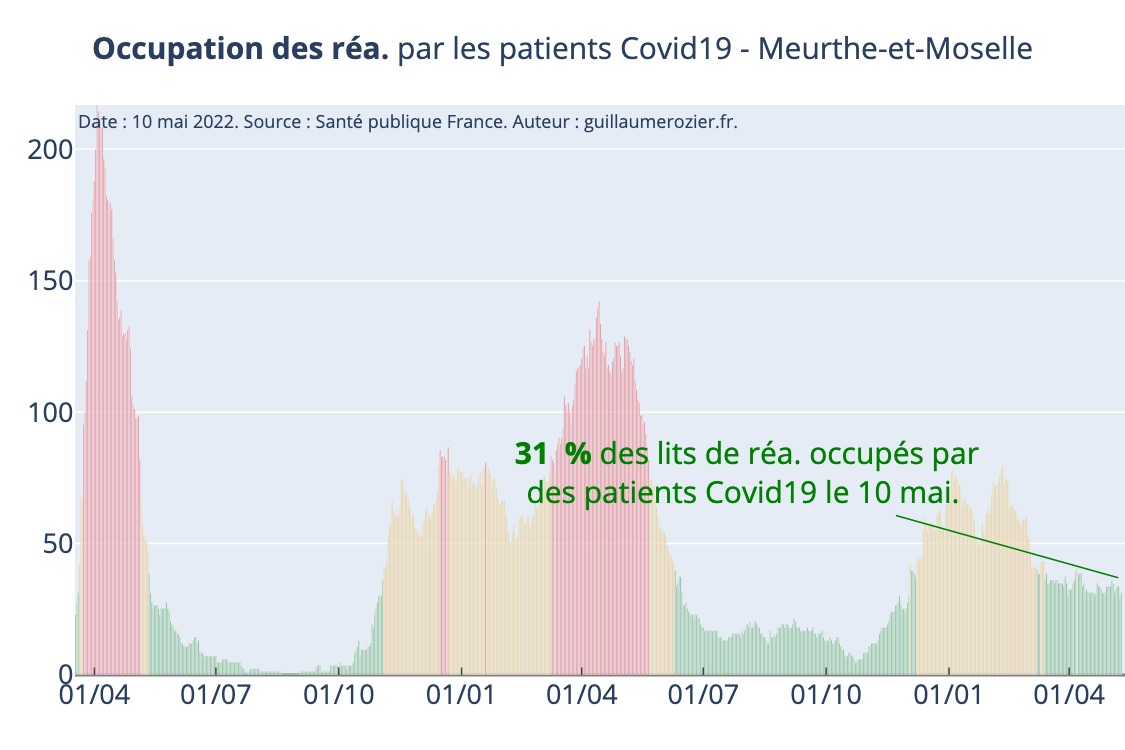 Occupation des réa. par les patients Covid19 - Meurthe-et-Moselle
Date : 10 mai 2022. Source : Santé publique France. Auteur : guillaumerozier.fr.
200
150
100
31 % des lits de réa. occupés par
des patients Covid19 le 10 mai.
50
0
01/04 01/07 01/10 01/01 01/04 01/07 01/10 01/01 01/04